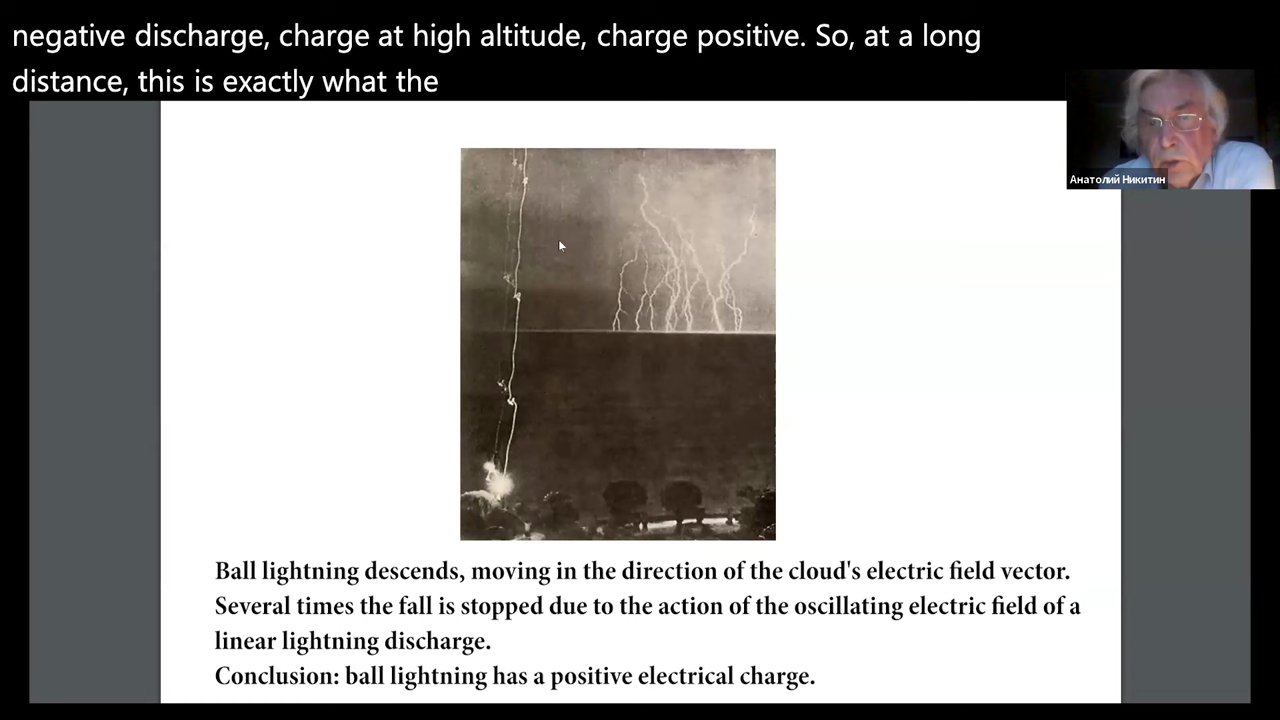 negative discharge, charge at high altitude, charge positive. So, at a long
distance, this is exactly what the
Анатолий Никитин
Ball lightning descends, moving in the direction of the cloud's electric field vector.
Several times the fall is stopped due to the action of the oscillating electric field of a
linear lightning discharge.
Conclusion: ball lightning has a positive electrical charge.